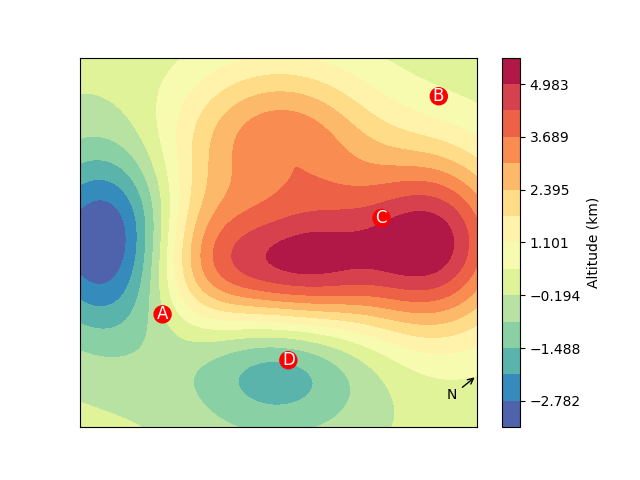 B
C
A
D
N
4.983
3.689
2.395
1.101
−0.194
−1.488
−2.782
Altitude (km)